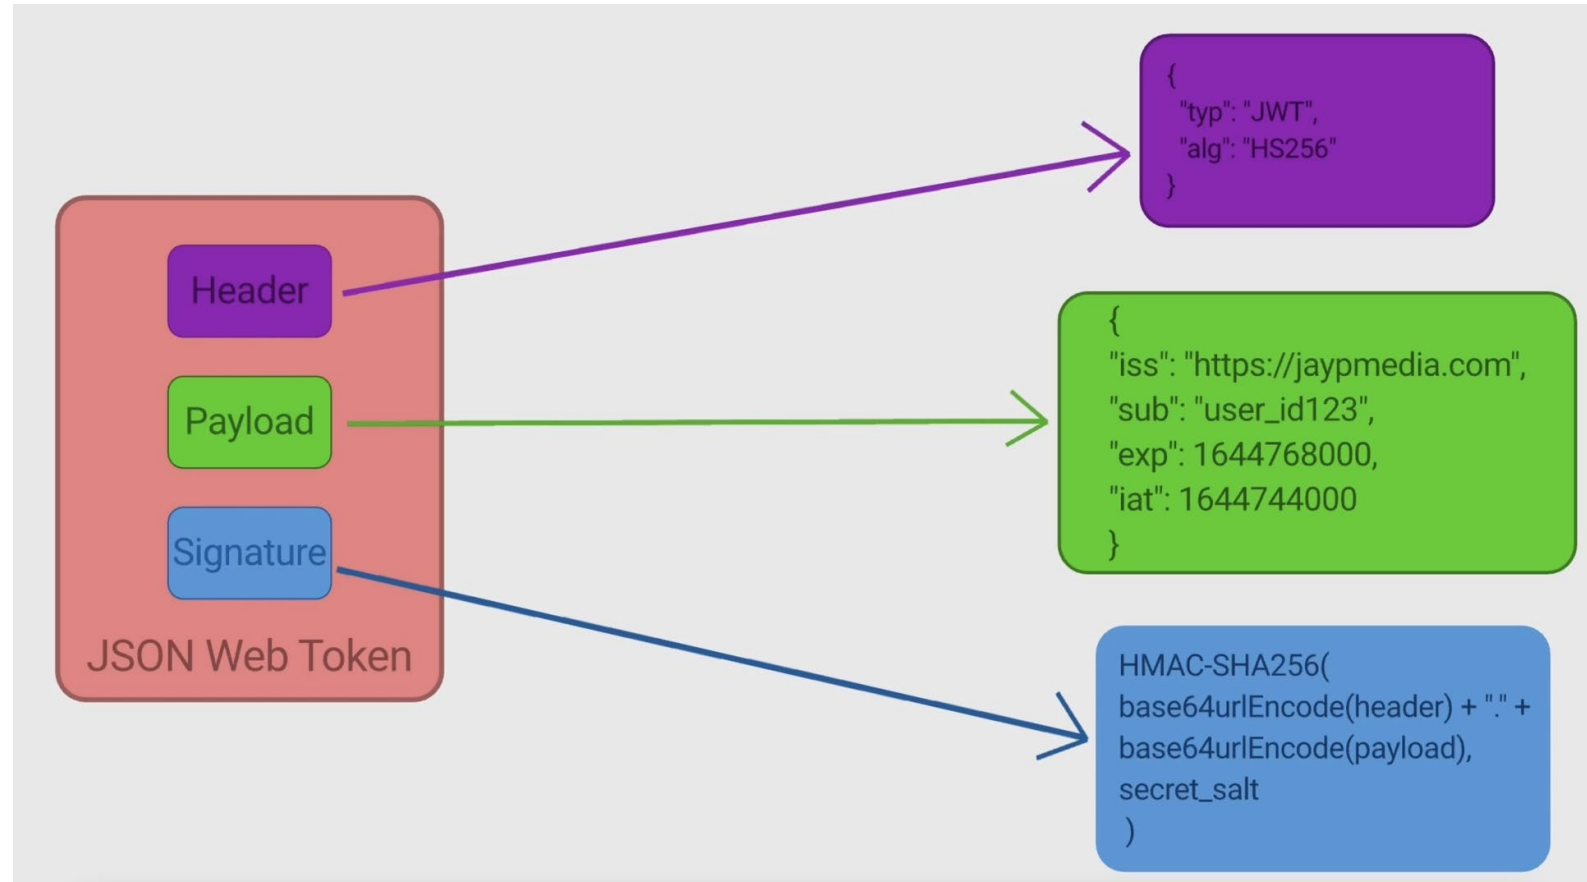 Header
Payload
Signature
JSON Web Token
{
"typ": "JWT",
"alg": "HS256"
}
{
"iss": "https://jaypmedia.com",
"sub": "user_id123",
"exp": 1644768000,
"iat": 1644744000
}
HMAC-SHA256(
base64urlEncode(header) + "." +
base64urlEncode(payload),
secret_salt
)